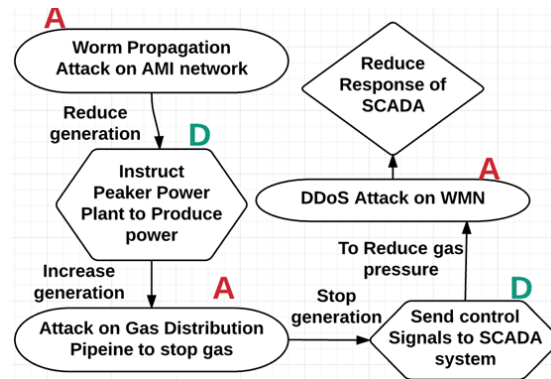 A
Worm Propagation
Attack on AMI network
Reduce
generation
D
Instruct
Peaker Power
Plant to Produce
power
Increase
generation
A
Attack on Gas Distribution
Pipeine to stop gas
Stop
generation
D
Send control
Signals to SCADA
system
To Reduce gas
pressure
A
DDoS Attack on WMN
Reduce
Response of
SCADA